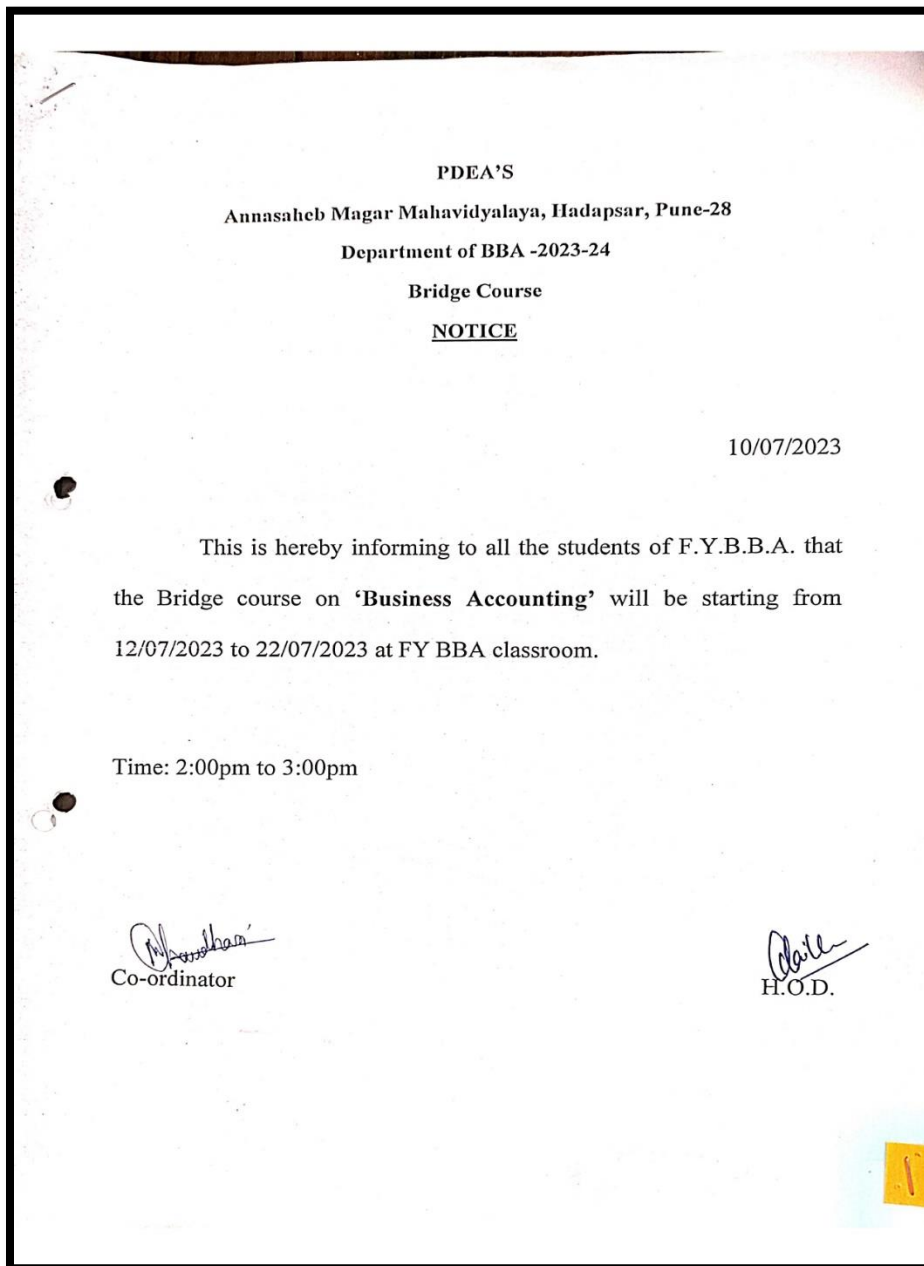 PDEA'S
Annasaheb Magar Mahavidyalaya, Hadapsar, Pune-28
Department of BBA -2023-24
Bridge Course
NOTICE
10/07/2023
This is hereby informing to all the students of F.Y.B.B.A. that
the Bridge course on ‘Business Accounting’ will be starting from
12/07/2023 to 22/07/2023 at FY BBA classroom.
Time: 2:00pm to 3:00pm
Co-ordinator
H.O.D.
1